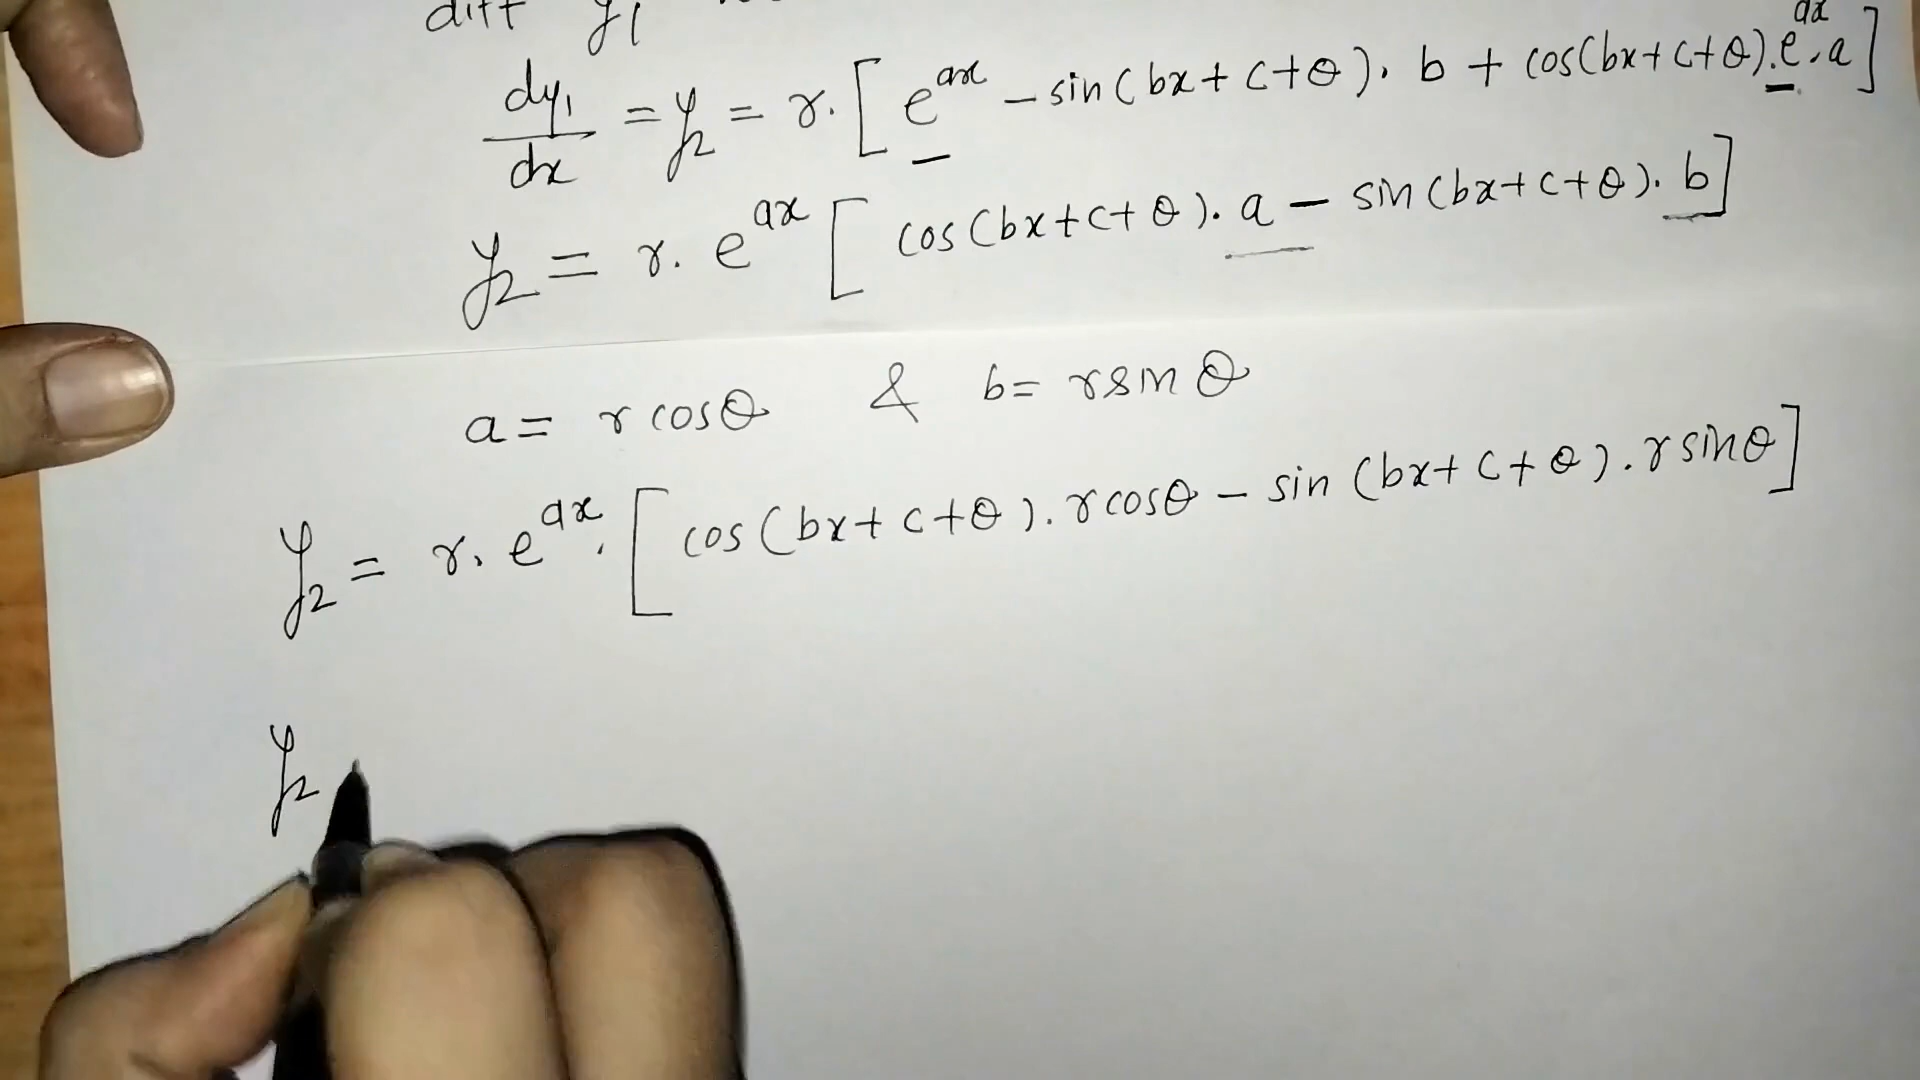 diff y₁
dy₁/dx = y₂ = r. [ e^ax – sin(bx+c+θ). b + cos(bx+c+θ).e^ax.a ]
y₂ = r. e^ax [ cos(bx+c+θ). a – sin(bx+c+θ). b ]
a = r cosθ & b = r sin θ
y₂ = r. e^ax. [ cos(bx+c+θ). r cosθ – sin(bx+c+θ). r sinθ ]
y₂